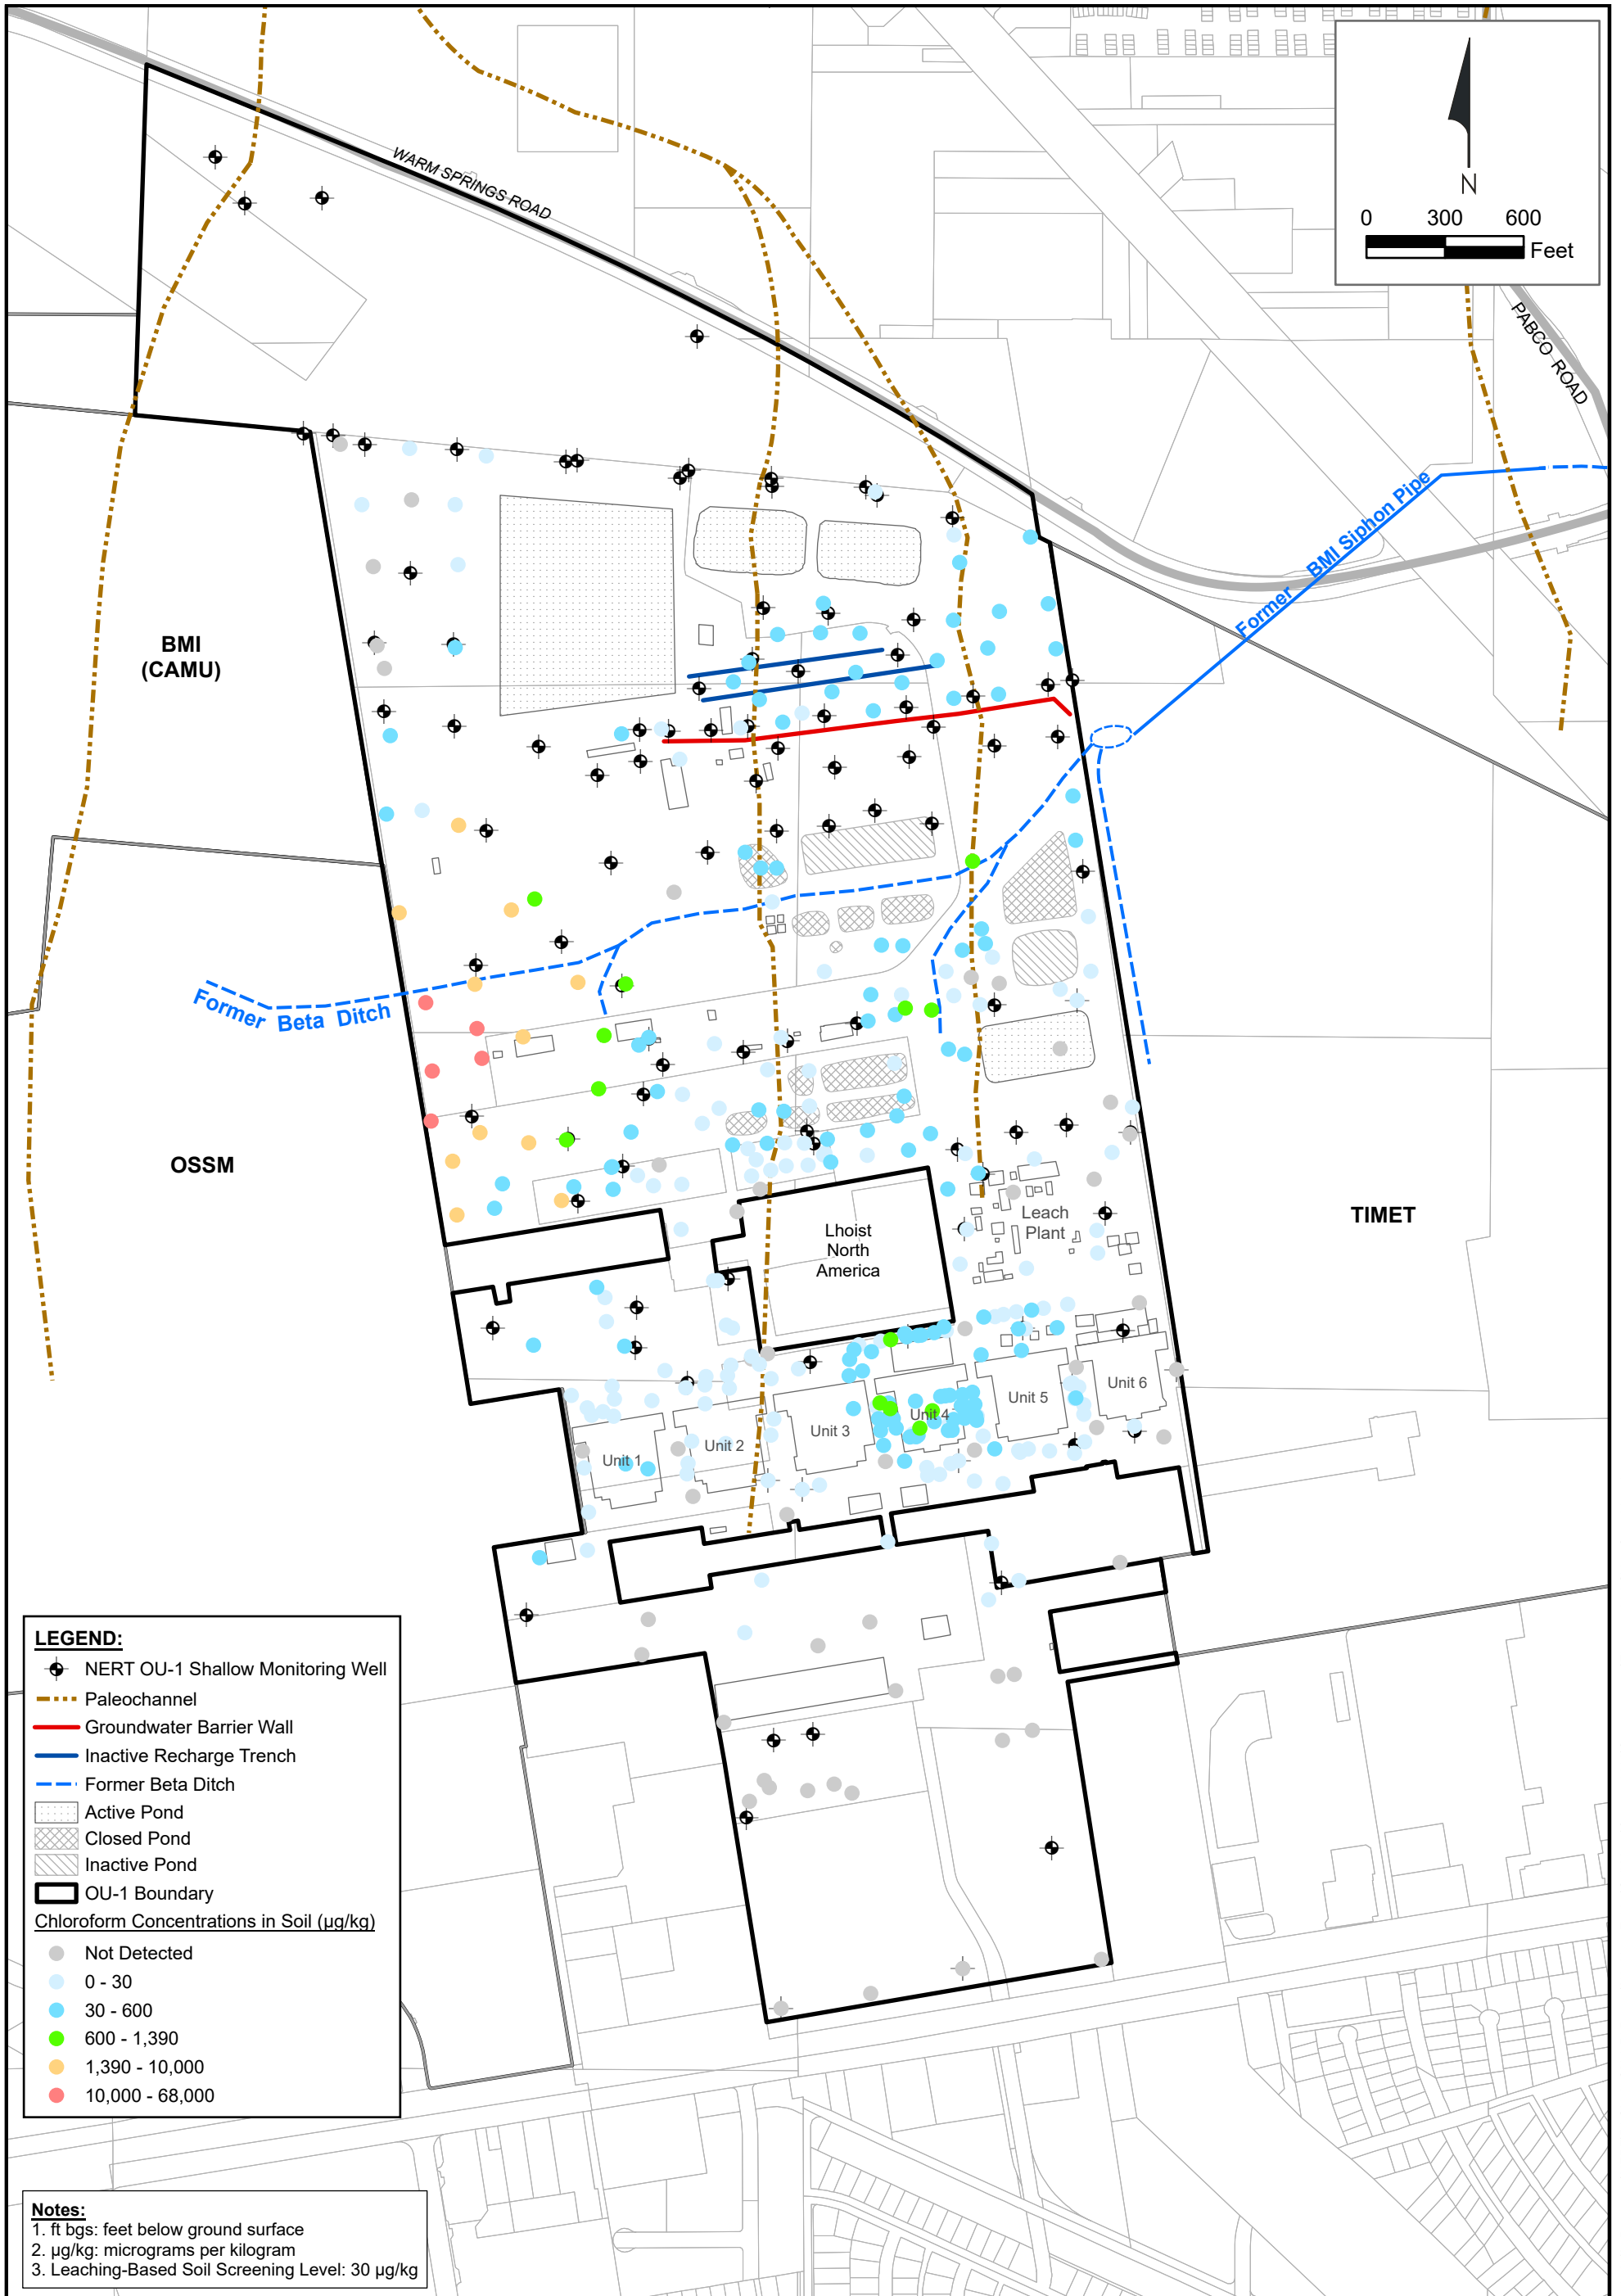 WARM SPRINGS ROAD
N
0 300 600
Feet
PABCO ROAD
Former BMI Siphon Pipe
BMI
(CAMU)
Former Beta Ditch
OSSM
TIMET
Lhoist
North
America
Leach
Plant
Unit 1
Unit 2
Unit 3
Unit 4
Unit 5
Unit 6
LEGEND:
NERT OU-1 Shallow Monitoring Well
Paleochannel
Groundwater Barrier Wall
Inactive Recharge Trench
Former Beta Ditch
Active Pond
Closed Pond
Inactive Pond
OU-1 Boundary
Chloroform Concentrations in Soil (µg/kg)
Not Detected
0 - 30
30 - 600
600 - 1,390
1,390 - 10,000
10,000 - 68,000
Notes:
1. ft bgs: feet below ground surface
2. µg/kg: micrograms per kilogram
3. Leaching-Based Soil Screening Level: 30 µg/kg